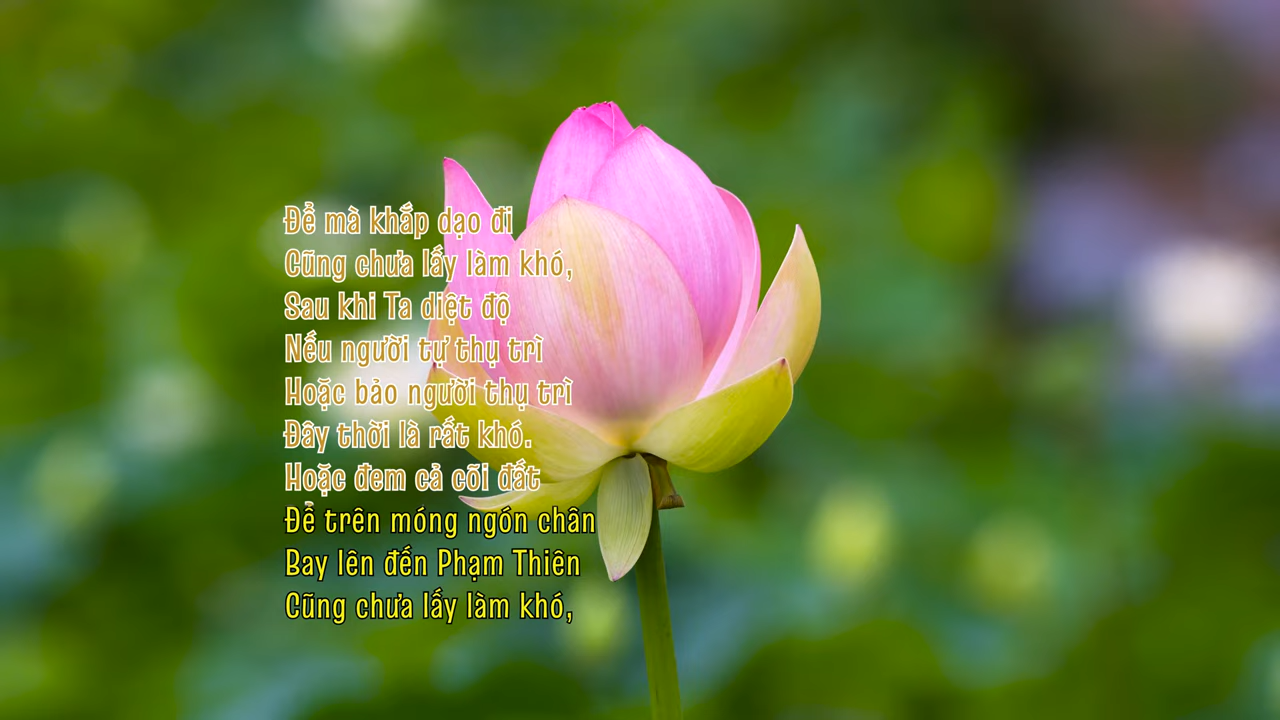 Để mà khắp dạo đi
Cũng chưa lấy làm khó,
Sau khi Ta diệt độ
Nếu người tự thụ trì
Hoặc bảo người thụ trì
Đây thời là rất khó.
Hoặc đem cả cõi đất
Để trên móng ngón chân
Bay lên đến Phạm Thiên
Cũng chưa lấy làm khó,